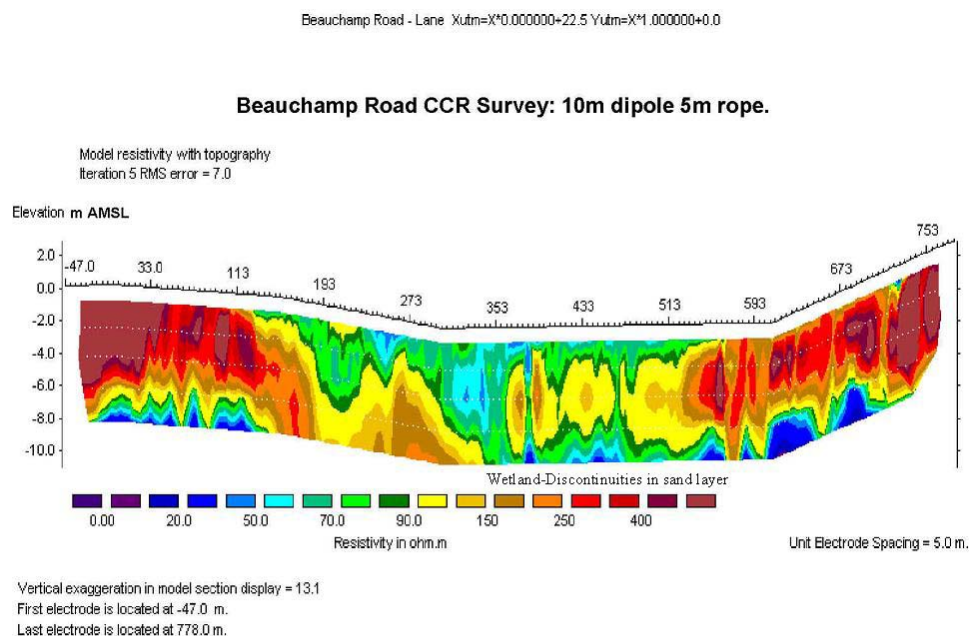 Beauchamp Road - Lane Xutm=X*0.000000+22.5 Yutm=X*1.000000+0.0
Beauchamp Road CCR Survey: 10m dipole 5m rope.
Model resistivity with topography
Iteration 5 RMS error = 7.0
Elevation m AMSL
753
2.0
-47.0 33.0 113 193 273 353 433 513 593 673
0.0
-2.0
-4.0
-6.0
-8.0
-10.0
Wetland-Discontinuities in sand layer
0.00 20.0 50.0 70.0 90.0 150 250 400
Resistivity in ohm.m
Unit Electrode Spacing = 5.0 m.
Vertical exaggeration in model section display = 13.1
First electrode is located at -47.0 m.
Last electrode is located at 778.0 m.